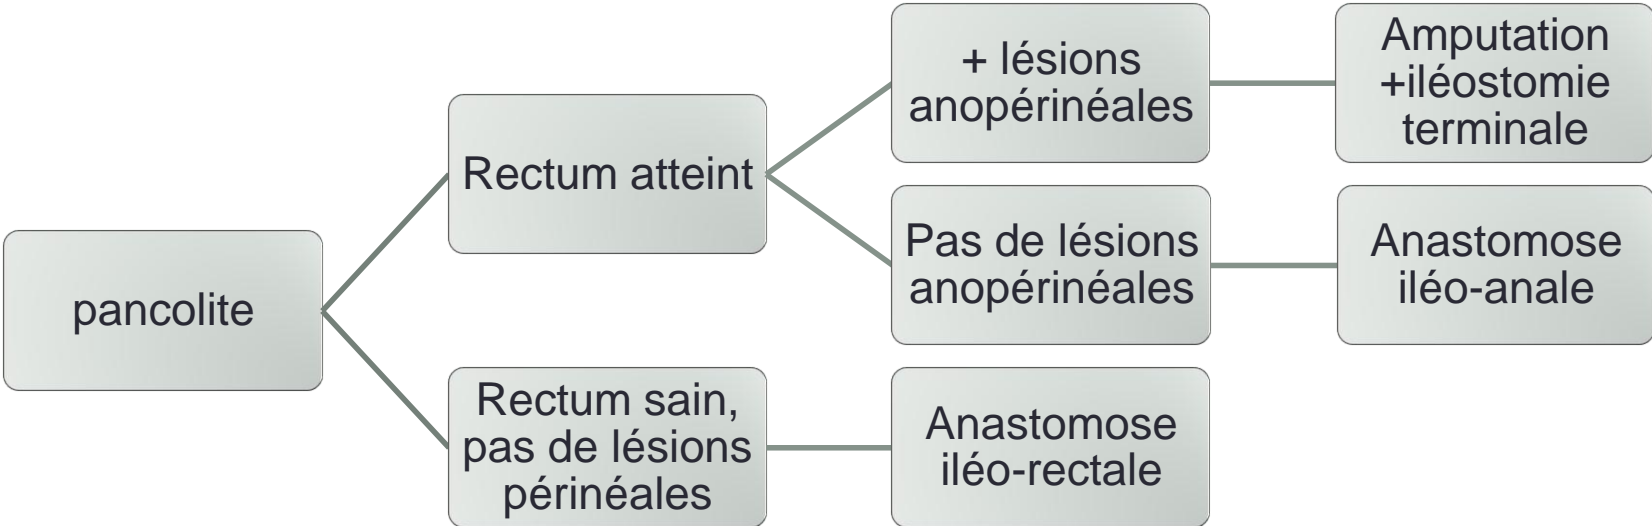 pancolite
Rectum atteint
+ lésions
anopérinéales
Amputation
+iléostomie
terminale
Pas de lésions
anopérinéales
Anastomose
iléo-anale
Rectum sain,
pas de lésions
périnéales
Anastomose
iléo-rectale